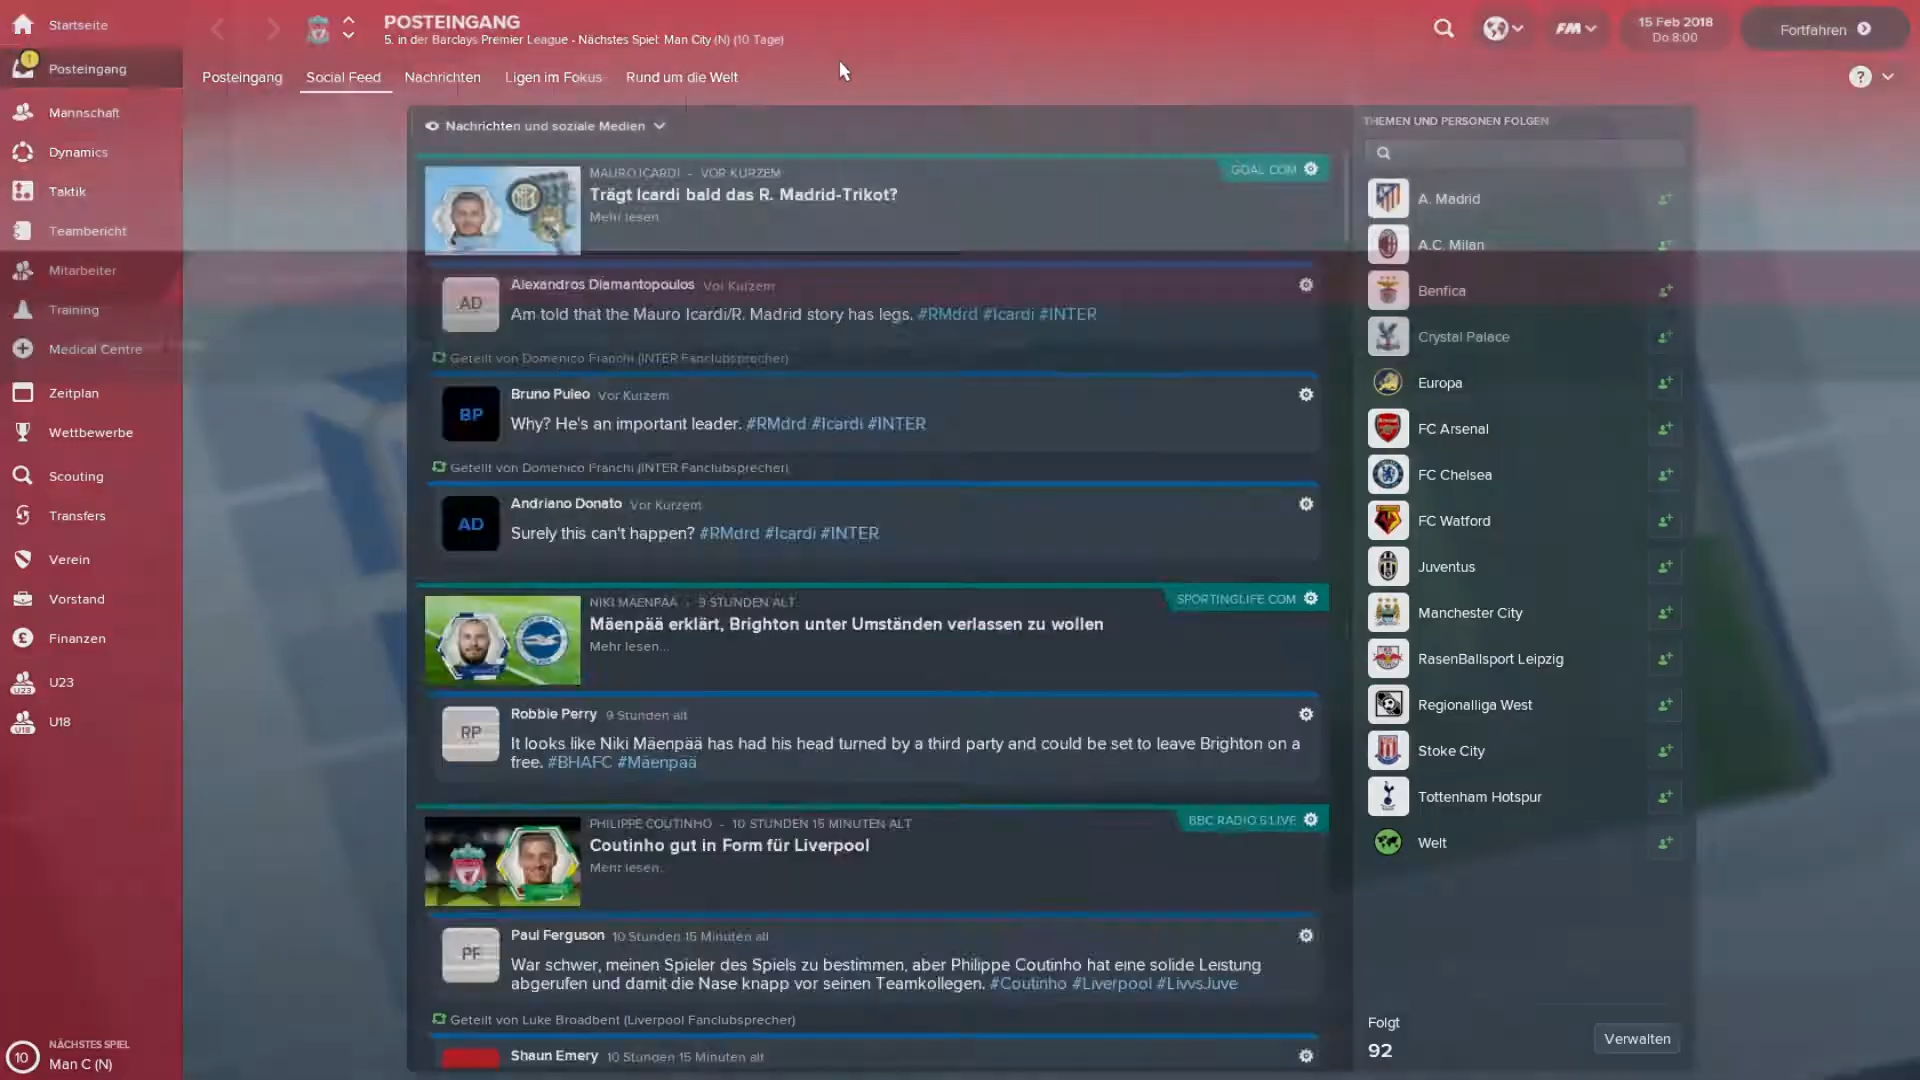 Startseite
Posteingang
Mannschaft
Dynamics
Taktik
Teambericht
Mitarbeiter
Training
Medical Centre
Zeitplan
Wettbewerbe
Scouting
Transfers
Verein
Vorstand
Finanzen
U23
U23
U18
U18
10
NÄCHSTES SPIEL
Man C (N)
POSTEINGANG
5. in der Barclays Premier League - Nächstes Spiel: Man City (N) (10 Tage)
FM
15 Feb 2018
Do 8:00
Fortfahren
Posteingang
Social Feed
Nachrichten
Ligen im Fokus
Rund um die Welt
?
Nachrichten und soziale Medien
MAURO ICARDI - VOR KURZEM
GOAL.COM
Trägt Icardi bald das R. Madrid-Trikot?
Mehr lesen
AD
Alexandros Diamantopoulos Vor Kurzem
Am told that the Mauro Icardi/R. Madrid story has legs. #RMdrd #Icardi #INTER
Geteilt von Domenico Franchi (INTER Fanclubsprecher)
BP
Bruno Puleo Vor Kurzem
Why? He's an important leader. #RMdrd #Icardi #INTER
Geteilt von Domenico Franchi (INTER Fanclubsprecher)
AD
Andriano Donato Vor Kurzem
Surely this can't happen? #RMdrd #Icardi #INTER
NIKI MÄENPÄÄ - 9 STUNDEN ALT
SPORTINGLIFE.COM
Mäenpää erklärt, Brighton unter Umständen verlassen zu wollen
Mehr lesen...
RP
Robbie Perry 9 Stunden alt
It looks like Niki Mäenpää has had his head turned by a third party and could be set to leave Brighton on a
free. #BHAFC #Mäenpää
PHILIPPE COUTINHO - 10 STUNDEN 15 MINUTEN ALT
BBC RADIO 5 LIVE
Coutinho gut in Form für Liverpool
Mehr lesen..
PF
Paul Ferguson 10 Stunden 15 Minuten alt
War schwer, meinen Spieler des Spiels zu bestimmen, aber Philippe Coutinho hat eine solide Leistung
abgerufen und damit die Nase knapp vor seinen Teamkollegen. #Coutinho #Liverpool #LivvsJuve
Geteilt von Luke Broadbent (Liverpool Fanclubsprecher)
Shaun Emery 10 Stunden 15 Minuten alt
THEMEN UND PERSONEN FOLGEN
A. Madrid
A.C. Milan
Benfica
Crystal Palace
Europa
FC Arsenal
FC Chelsea
FC Watford
Juventus
Manchester City
RasenBallsport Leipzig
Regionalliga West
Stoke City
Tottenham Hotspur
Welt
Folgt
92
Verwalten